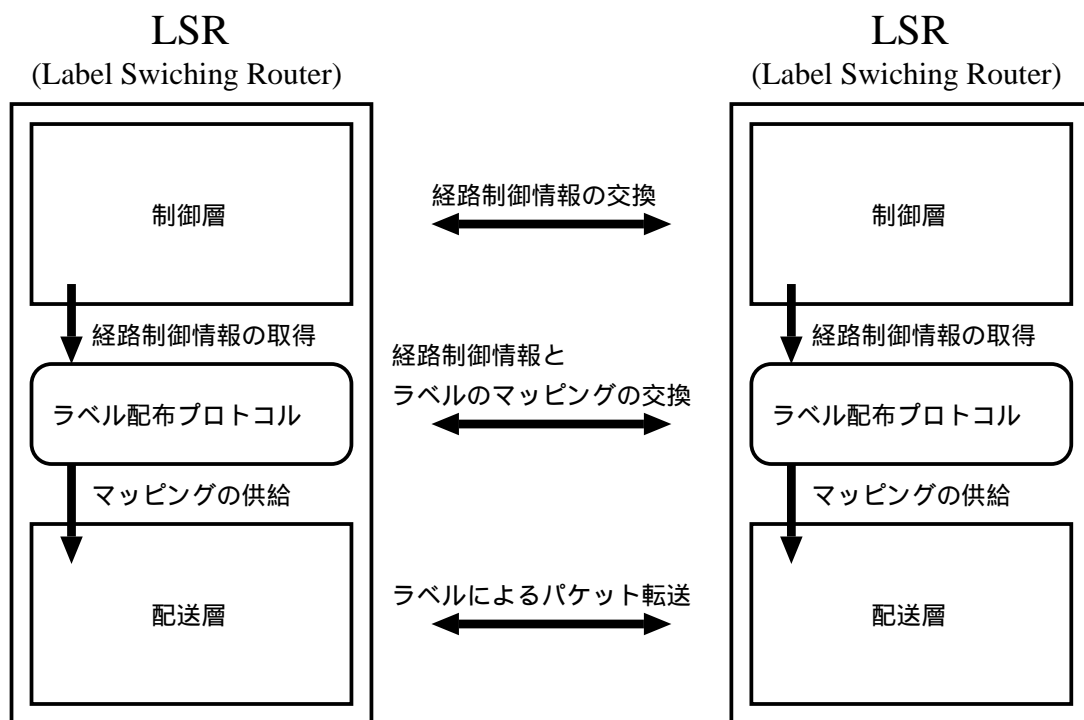 LSR
(Label Swiching Router)
制御層
経路制御情報の取得
ラベル配布プロトコル
マッピングの供給
配送層
経路制御情報の交換
経路制御情報と
ラベルのマッピングの交換
ラベルによるパケット転送
LSR
(Label Swiching Router)
制御層
経路制御情報の取得
ラベル配布プロトコル
マッピングの供給
配送層